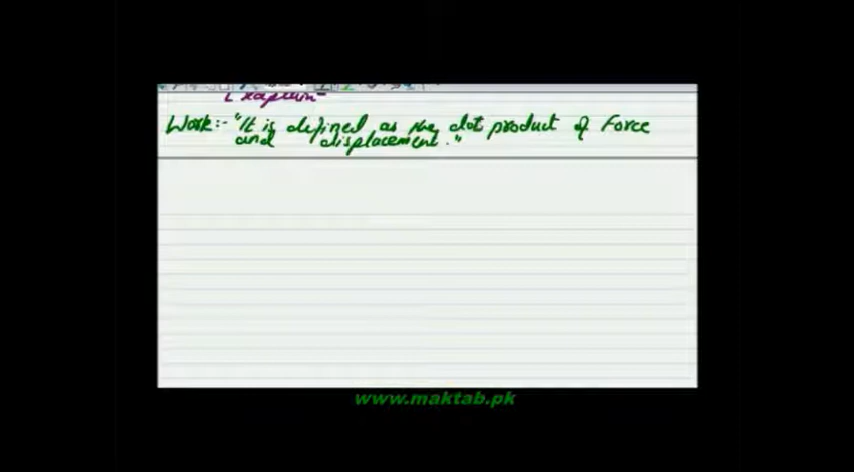 Work:- "It is defined as the dot product of Force
and displacement."
www.maktab.pk